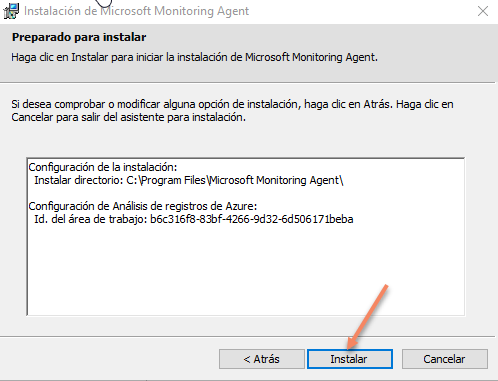 Instalación de Microsoft Monitoring Agent
Preparado para instalar
Haga clic en Instalar para iniciar la instalación de Microsoft Monitoring Agent.
Si desea comprobar o modificar alguna opción de instalación, haga clic en Atrás. Haga clic en
Cancelar para salir del asistente para instalación.
Configuración de la instalación:
Instalar directorio: C:\Program Files\Microsoft Monitoring Agent\
Configuración de Análisis de registros de Azure:
Id. del área de trabajo: b6c316f8-83bf-4266-9d32-6d506171beba
< Atrás
Instalar
Cancelar